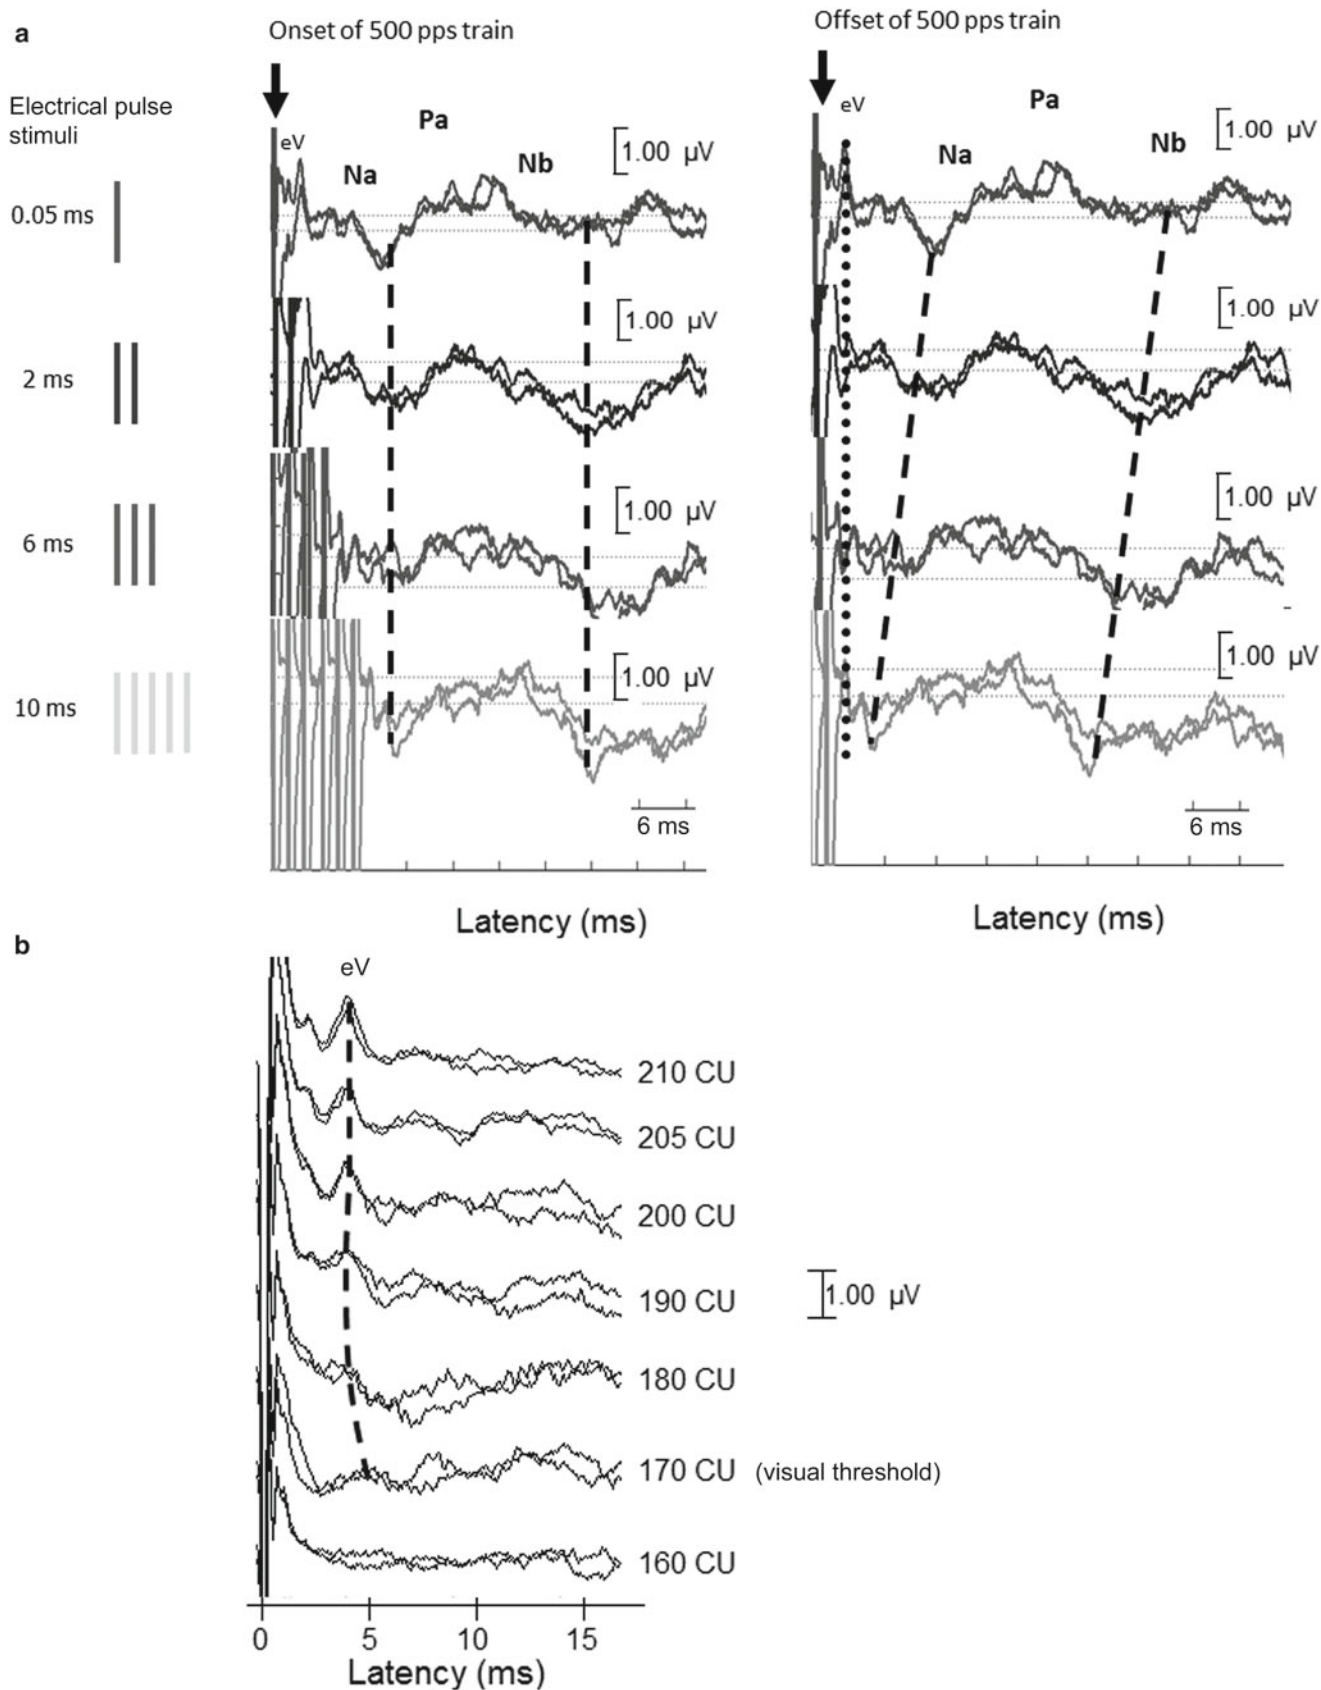 a
Onset of 500 pps train
Offset of 500 pps train
Electrical pulse
stimuli
eV
Na
Pa
Nb
1.00 µV
eV
Na
Pa
Nb
1.00 µV
0.05 ms
2 ms
1.00 µV
1.00 µV
6 ms
1.00 µV
1.00 µV
10 ms
1.00 µV
1.00 µV
6 ms
6 ms
Latency (ms)
Latency (ms)
b
eV
210 CU
205 CU
200 CU
190 CU
1.00 µV
180 CU
170 CU (visual threshold)
160 CU
0 5 10 15
Latency (ms)